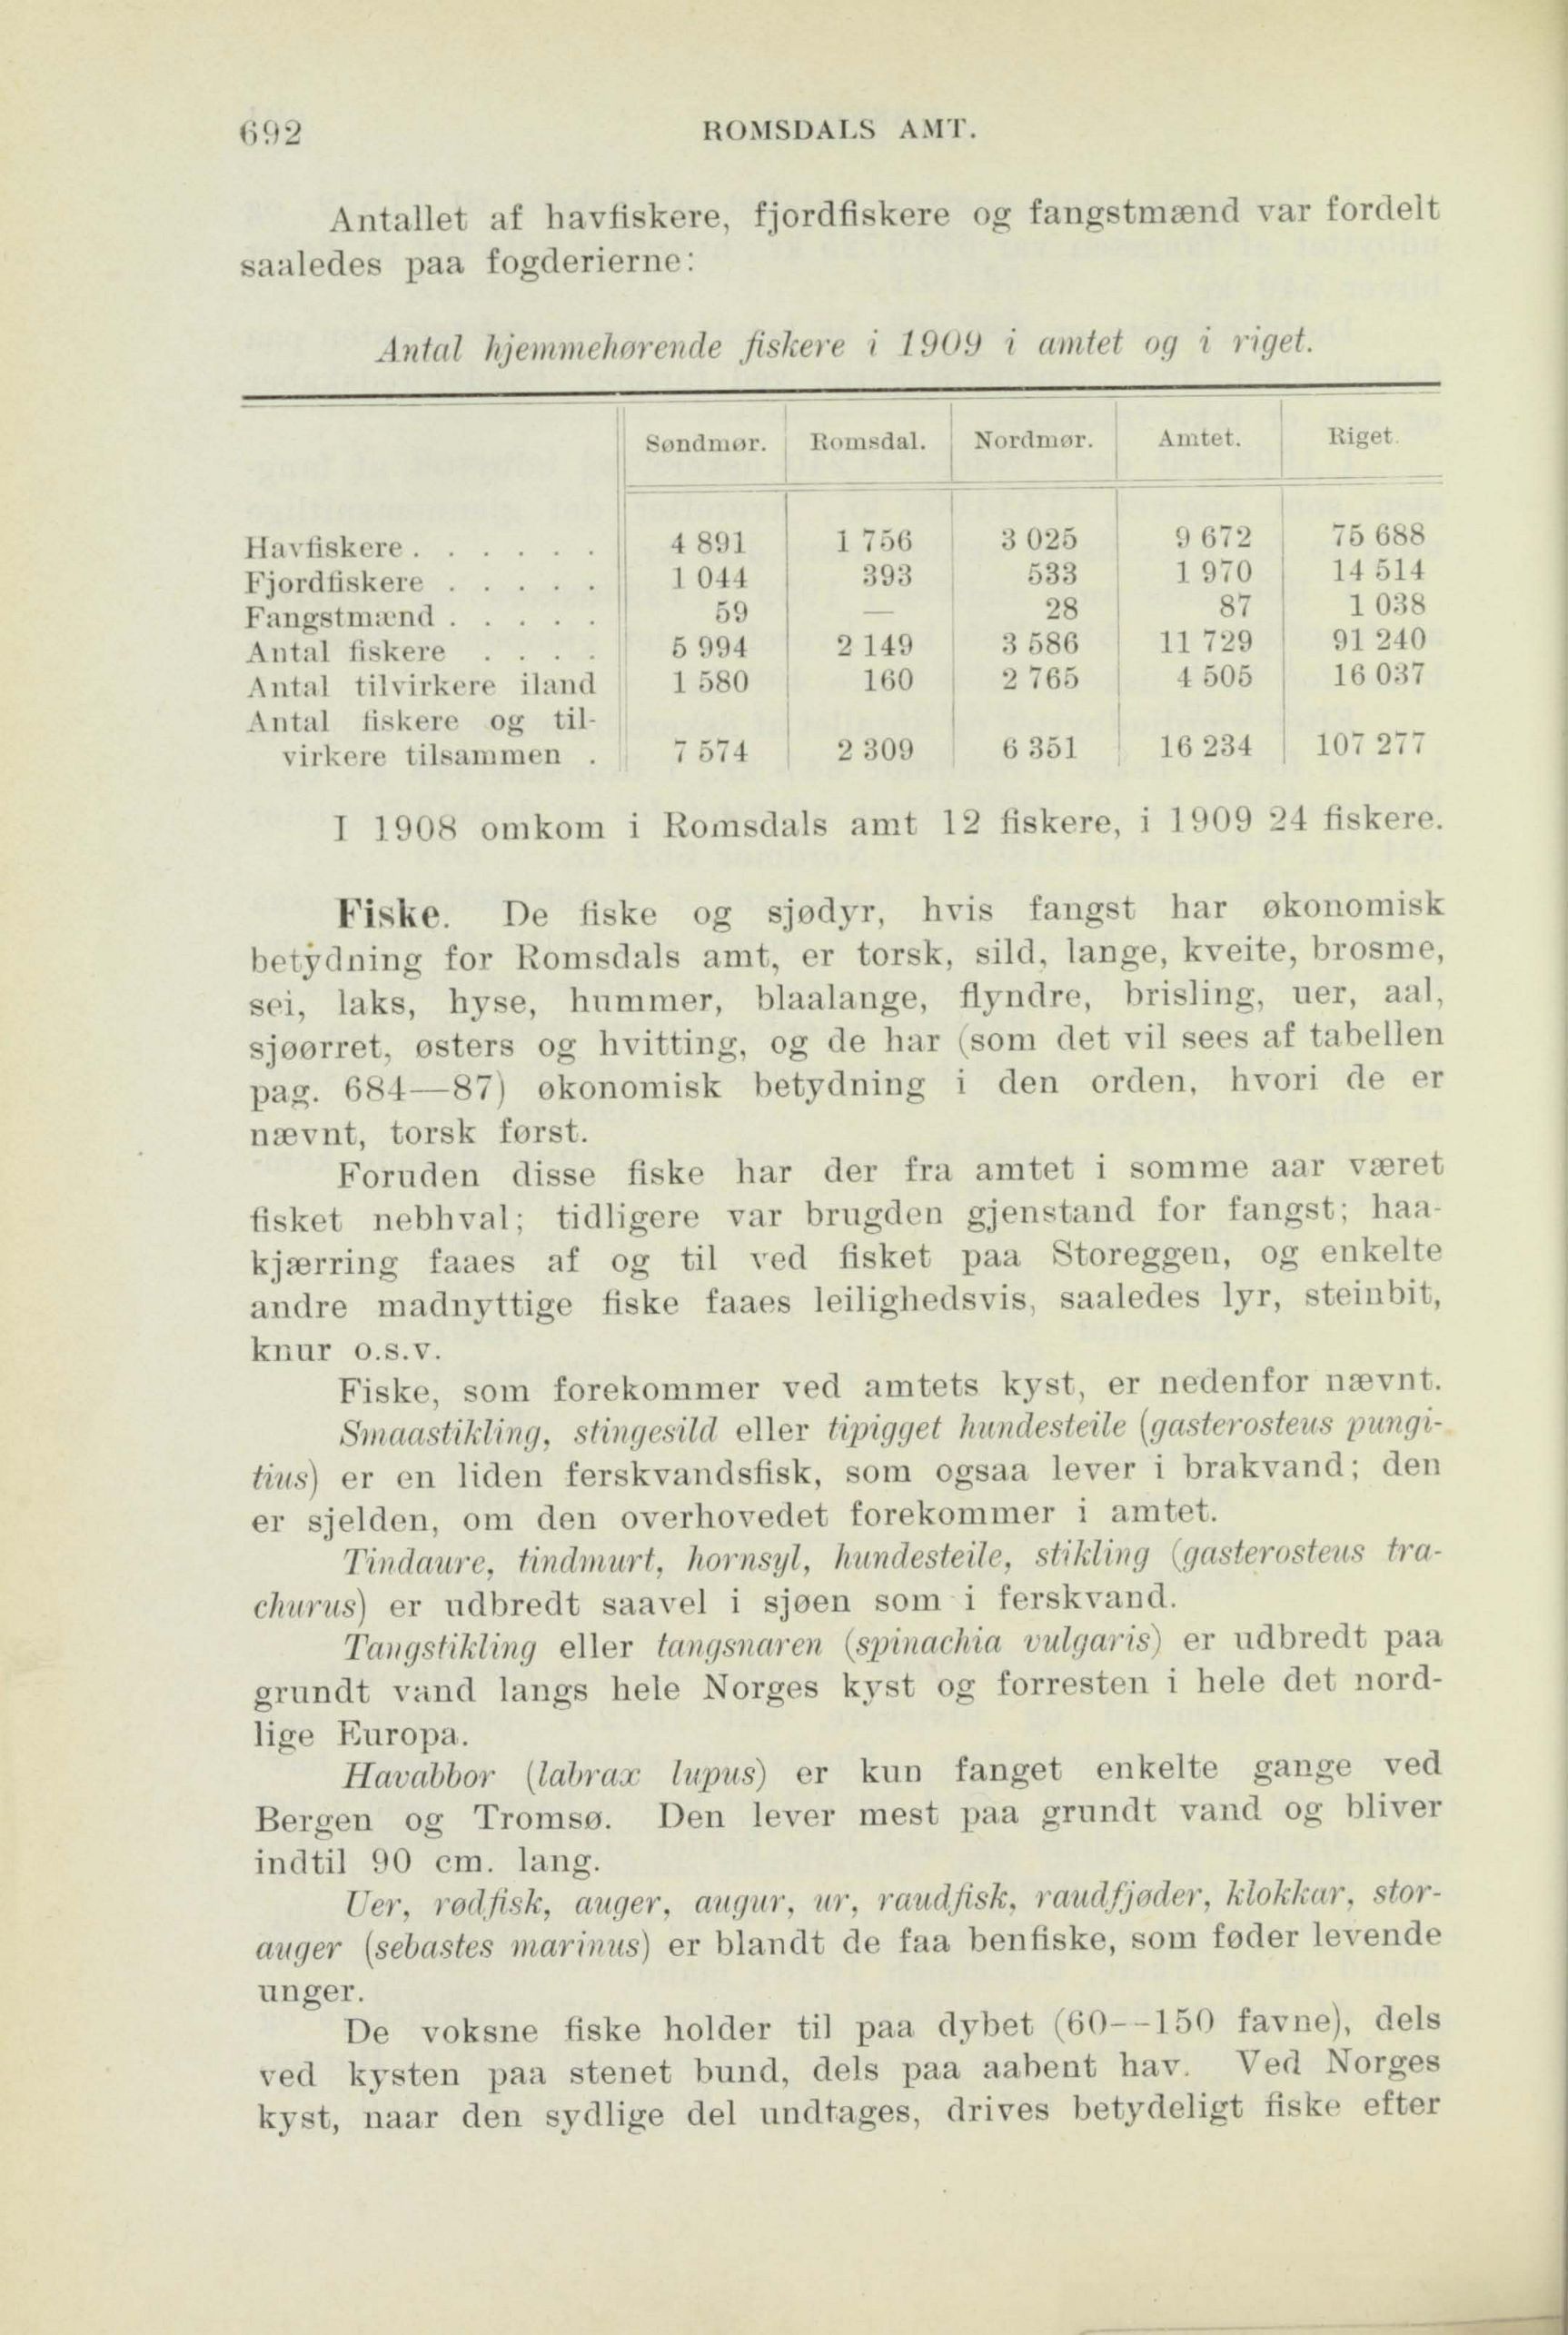 692
ROMSDALS AMT.
Antallet af havfiskere, fjordfiskere og fangstmænd var fordelt
saaledes paa fogderierne:
Antal hjemmehørende fiskere i 1909 i amtet og i riget.
Søndmør. Romsdal. Nordmør. Amtet. Riget.
Havfiskere . . . . . . 4 891 1 756 3 025 9 672 75 688
Fjordfiskere . . . . . 1 044 393 533 1 970 14 514
Fangstmænd . . . . . 59 — 28 87 1 038
Antal fiskere . . . . 5 994 2 149 3 586 11 729 91 240
Antal tilvirkere iland 1 580 160 2 765 4 505 16 037
Antal fiskere og til-
virkere tilsammen . 7 574 2 309 6 351 16 234 107 277
I 1908 omkom i Romsdals amt 12 fiskere, i 1909 24 fiskere.
Fiske. De fiske og sjødyr, hvis fangst har økonomisk
betydning for Romsdals amt, er torsk, sild, lange, kveite, brosme,
sei, laks, hyse, hummer, blaalange, flyndre, brisling, uer, aal,
sjøørret, østers og hvitting, og de har (som det vil sees af tabellen
pag. 684—87) økonomisk betydning i den orden, hvori de er
nævnt, torsk først.
Foruden disse fiske har der fra amtet i somme aar været
fisket nebhval; tidligere var brugden gjenstand for fangst; haa-
kjærring faaes af og til ved fisket paa Storeggen, og enkelte
andre madnyttige fiske faaes leilighedsvis, saaledes lyr, steinbit,
knur o.s.v.
Fiske, som forekommer ved amtets kyst, er nedenfor nævnt.
Smaastikling, stingesild eller tipigget hundesteile (gasterosteus pungi-
tius) er en liden ferskvandsfisk, som ogsaa lever i brakvand; den
er sjelden, om den overhovedet forekommer i amtet.
Tindaure, tindmurt, hornsyl, hundesteile, stikling (gasterosteus tra-
churus) er udbredt saavel i sjøen som i ferskvand.
Tangstikling eller tangsnaren (spinachia vulgaris) er udbredt paa
grundt vand langs hele Norges kyst og forresten i hele det nord-
lige Europa.
Havabbor (labrax lupus) er kun fanget enkelte gange ved
Bergen og Tromsø. Den lever mest paa grundt vand og bliver
indtil 90 cm. lang.
Uer, rødfisk, auger, augur, ur, raudfisk, raudfjøder, klokkar, stor-
auger (sebastes marinus) er blandt de faa benfiske, som føder levende
unger.
De voksne fiske holder til paa dybet (60--150 favne), dels
ved kysten paa stenet bund, dels paa aabent hav. Ved Norges
kyst, naar den sydlige del undtages, drives betydeligt fiske efter